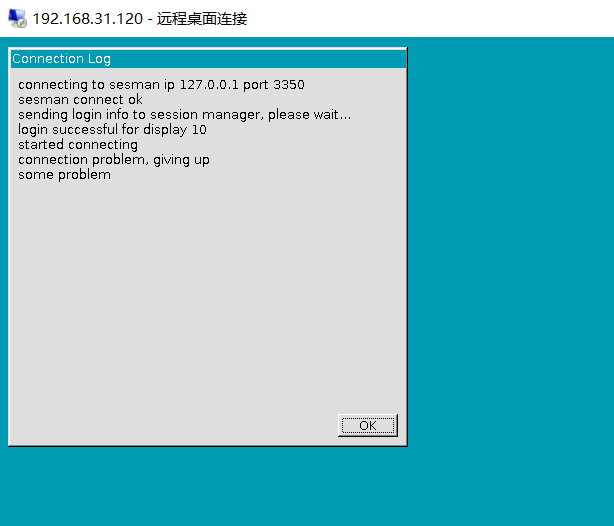 192.168.31.120 - 远程桌面连接
Connection Log
connecting to sesman ip 127.0.0.1 port 3350
sesman connect ok
sending login info to session manager, please wait...
login successful for display 10
started connecting
connection problem, giving up
some problem
OK